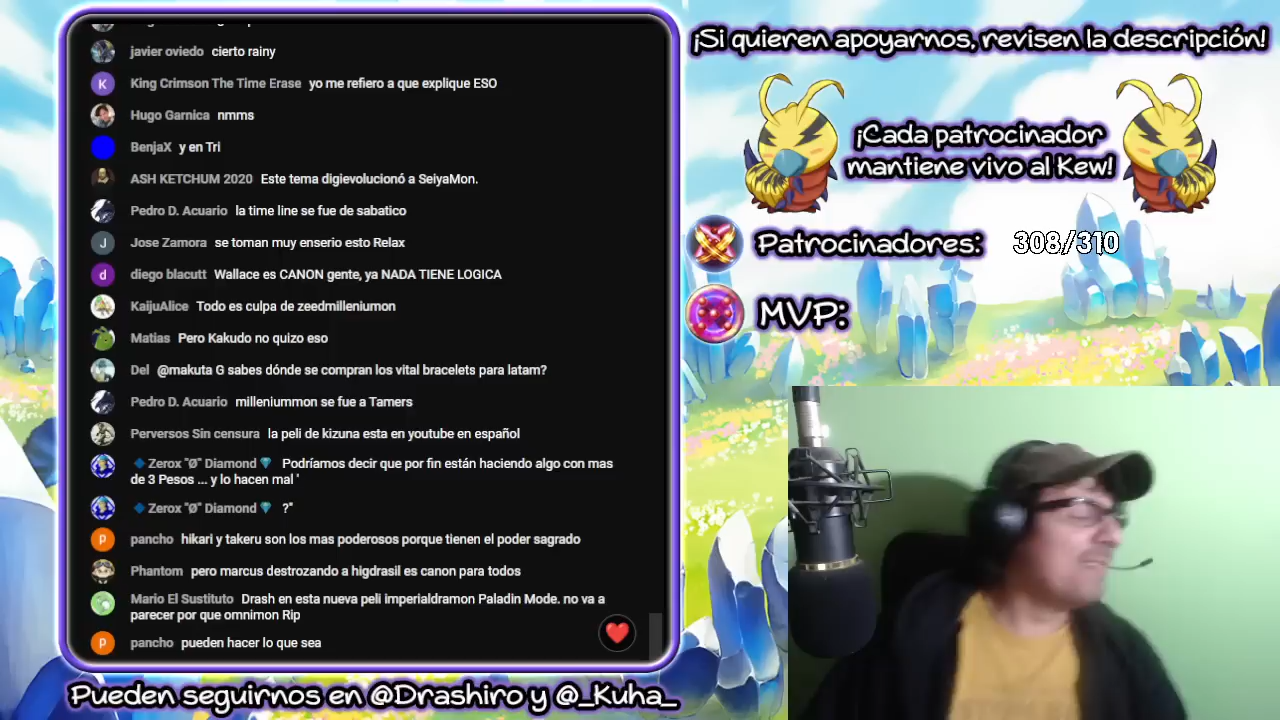 javier oviedo cierto rainy
K King Crimson The Time Erase yo me refiero a que explique ESO
Hugo Garnica nmms
BenjaX y en Tri
ASH KETCHUM 2020 Este tema digievolucionó a SeiyaMon.
Pedro D. Acuario la time line se fue de sabatico
J Jose Zamora se toman muy enserio esto Relax
d diego blacutt Wallace es CANON gente, ya NADA TIENE LOGICA
KaijuAlice Todo es culpa de zeedmilleniumon
Matias Pero Kakudo no quizo eso
Del @makuta G sabes dónde se compran los vital bracelets para latam?
Pedro D. Acuario milleniummon se fue a Tamers
Perversos Sin censura la peli de kizuna esta en youtube en español
🔹Zerox "Ø" Diamond💎 Podríamos decir que por fin están haciendo algo con mas
de 3 Pesos ... y lo hacen mal '
🔹Zerox "Ø" Diamond💎 ?"
p pancho hikari y takeru son los mas poderosos porque tienen el poder sagrado
Phantom pero marcus destrozando a higdrasil es canon para todos
Mario El Sustituto Drash en esta nueva peli imperialdramon Paladin Mode. no va a
parecer por que omnimon Rip
p pancho pueden hacer lo que sea
Pueden seguirnos en @Drashiro y @_Kuha_
¡Si quieren apoyarnos, revisen la descripción!
¡Cada patrocinador
mantiene vivo al Kew!
Patrocinadores: 308/310
MVP: